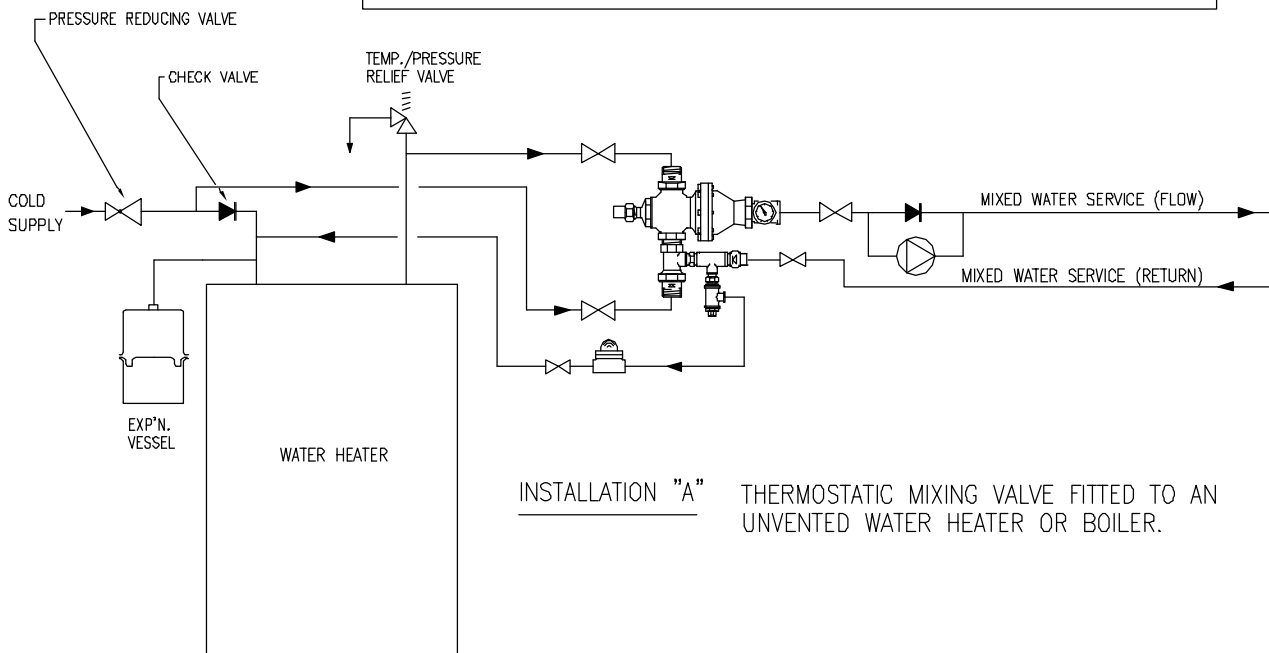 PRESSURE REDUCING VALVE
TEMP./PRESSURE
RELIEF VALVE
CHECK VALVE
COLD
SUPPLY
MIXED WATER SERVICE (FLOW)
MIXED WATER SERVICE (RETURN)
EXP'N.
VESSEL
WATER HEATER
INSTALLATION "A"
THERMOSTATIC MIXING VALVE FITTED TO AN
UNVENTED WATER HEATER OR BOILER.